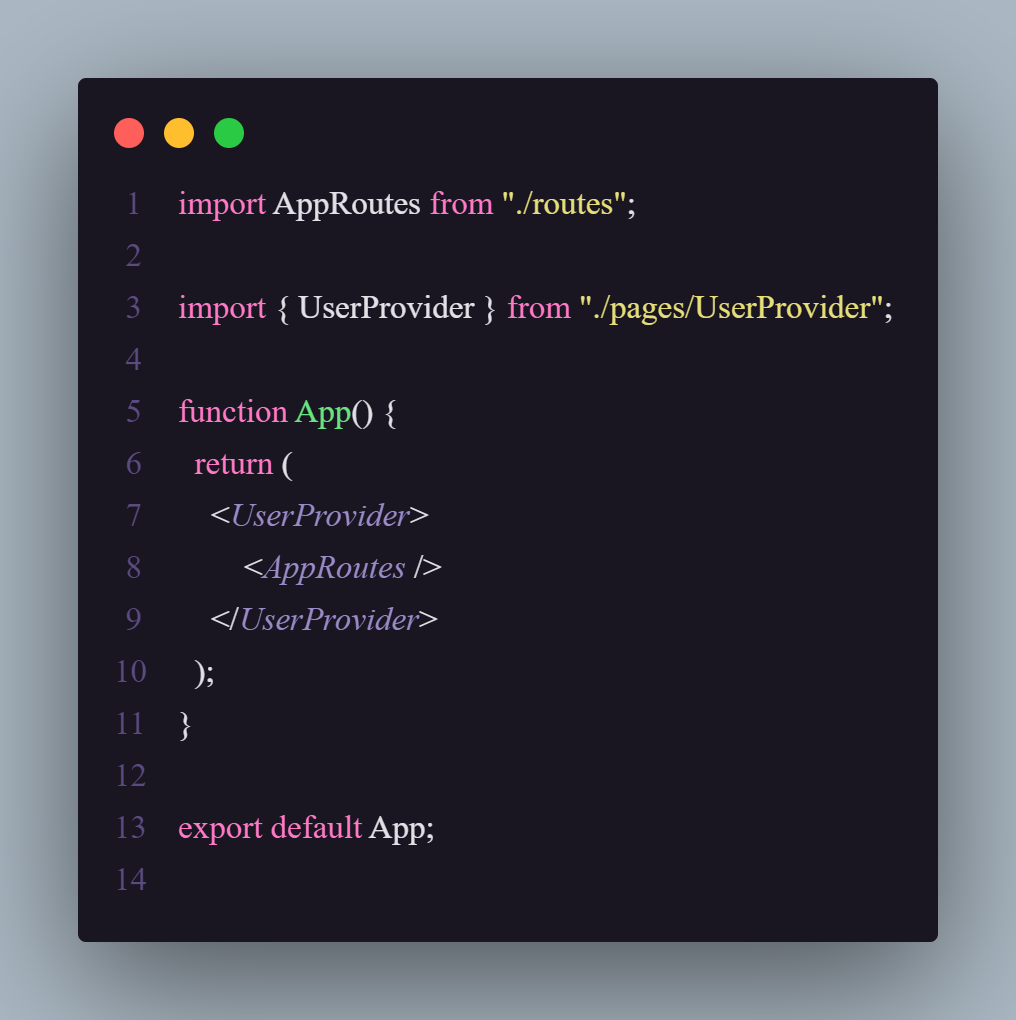 1 import AppRoutes from "./routes";
2
3 import { UserProvider } from "./pages/UserProvider";
4
5 function App() {
6 return (
7 <UserProvider>
8 <AppRoutes />
9 </UserProvider>
10 );
11 }
12
13 export default App;
14